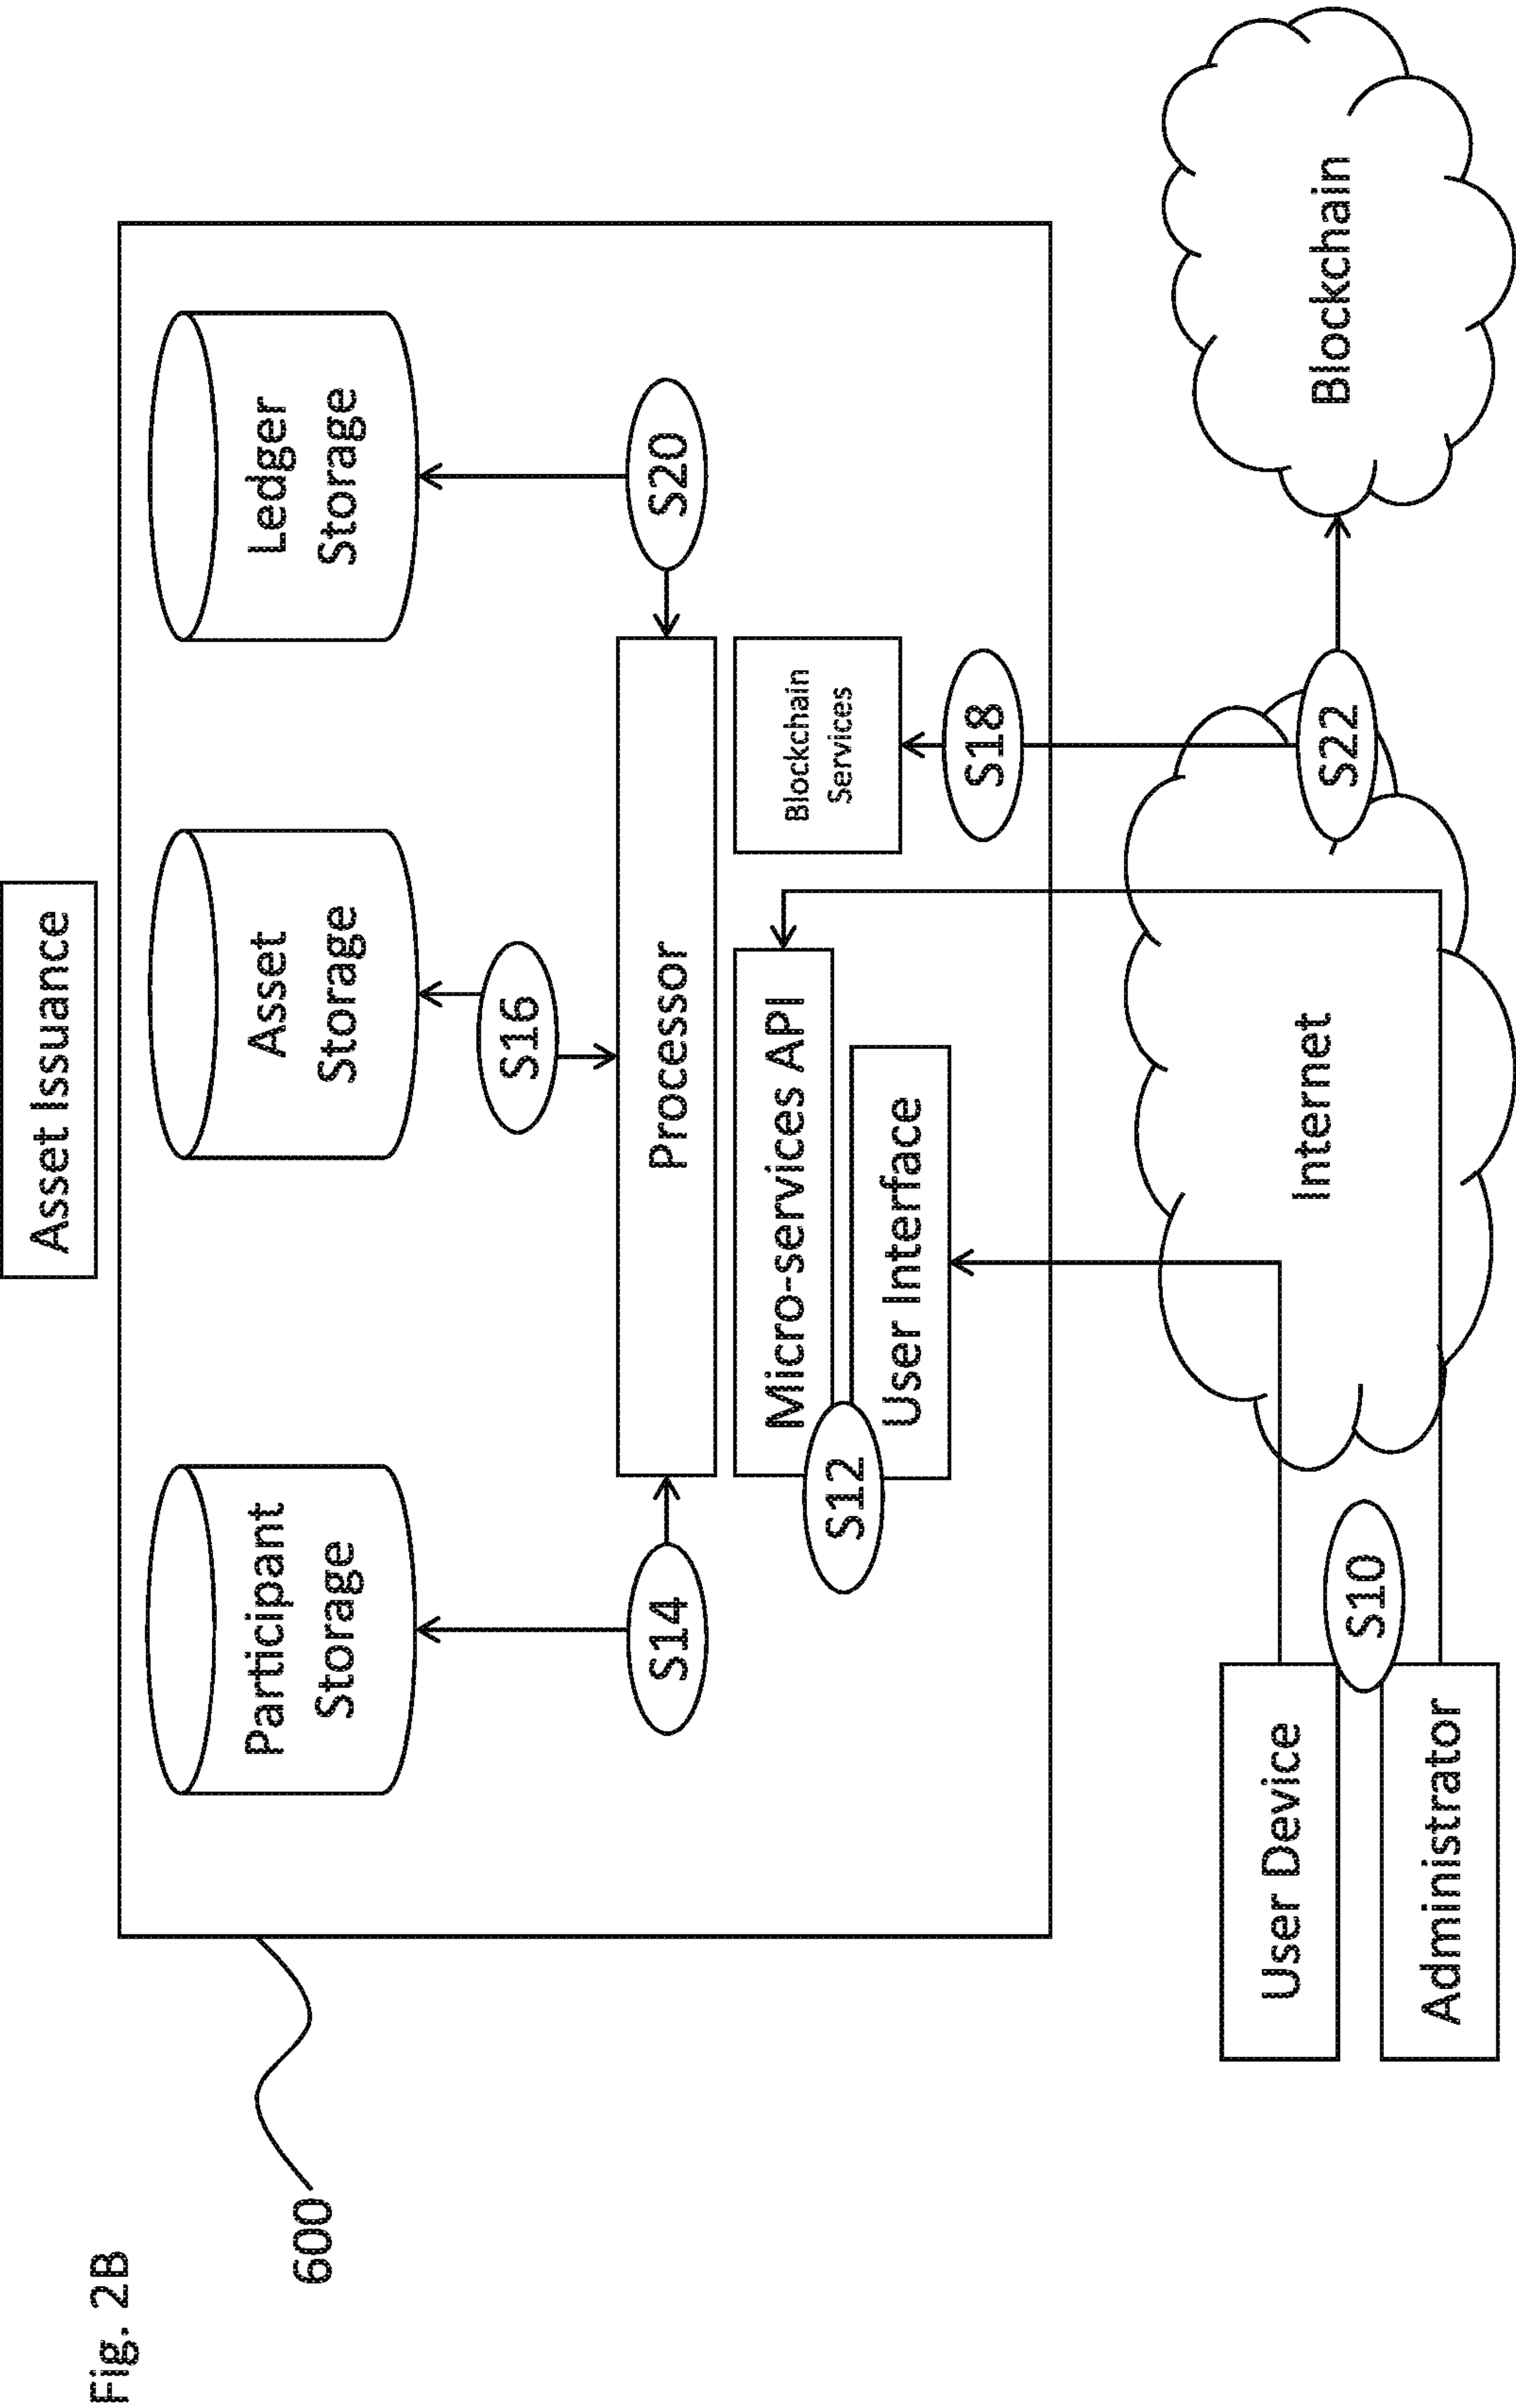 Fig. 2B
Asset Issuance
600
Participant
Storage
Asset
Storage
Ledger
Storage
S16
S14
Processor
S20
Micro-services API
Blockchain
Services
S12
User Interface
S18
User Device
S10
Administrator
Internet
S22
Blockchain